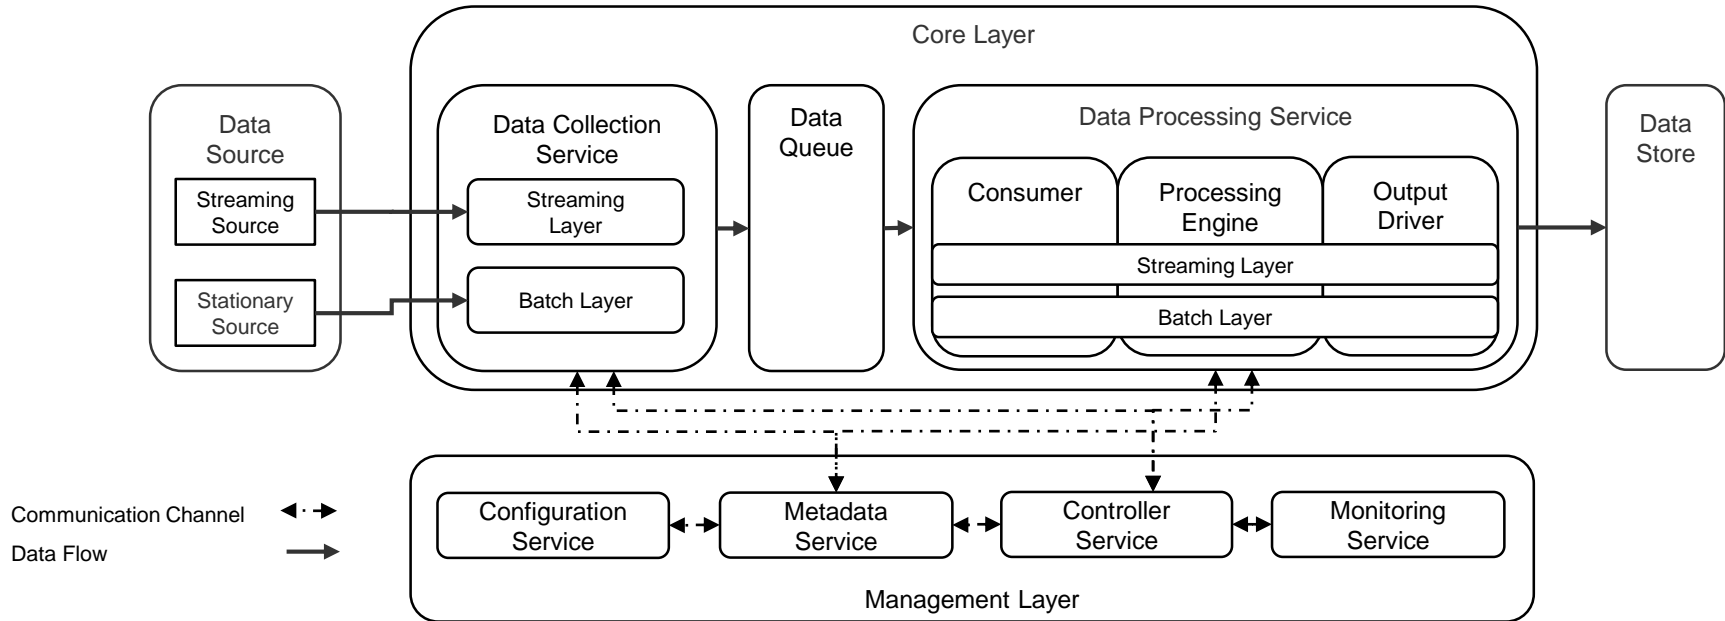 Core Layer
Data
Source
Streaming
Source
Stationary
Source
Data Collection
Service
Streaming
Layer
Batch Layer
Data
Queue
Data Processing Service
Consumer
Processing
Engine
Output
Driver
Streaming Layer
Batch Layer
Data
Store
Configuration
Service
Metadata
Service
Controller
Service
Monitoring
Service
Management Layer
Communication Channel
Data Flow